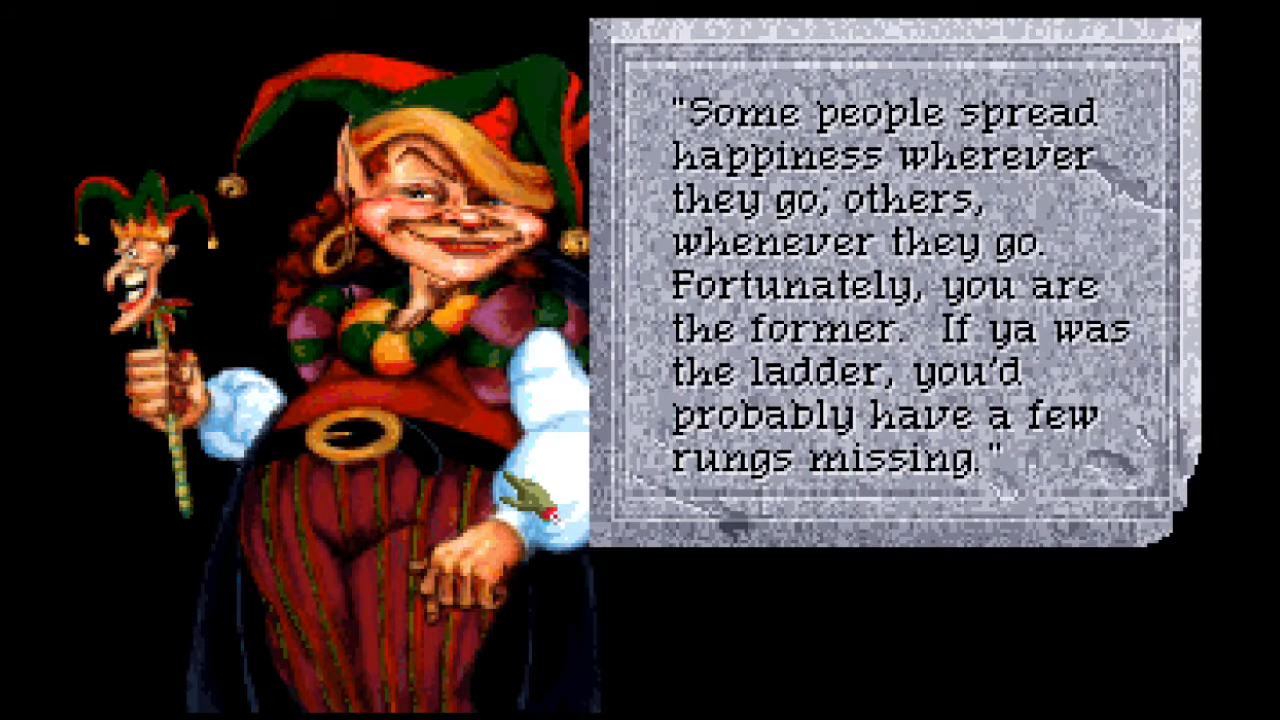 "Some people spread
happiness wherever
they go; others,
whenever they go.
Fortunately, you are
the former.  If ya was
the ladder, you'd
probably have a few
rungs missing."